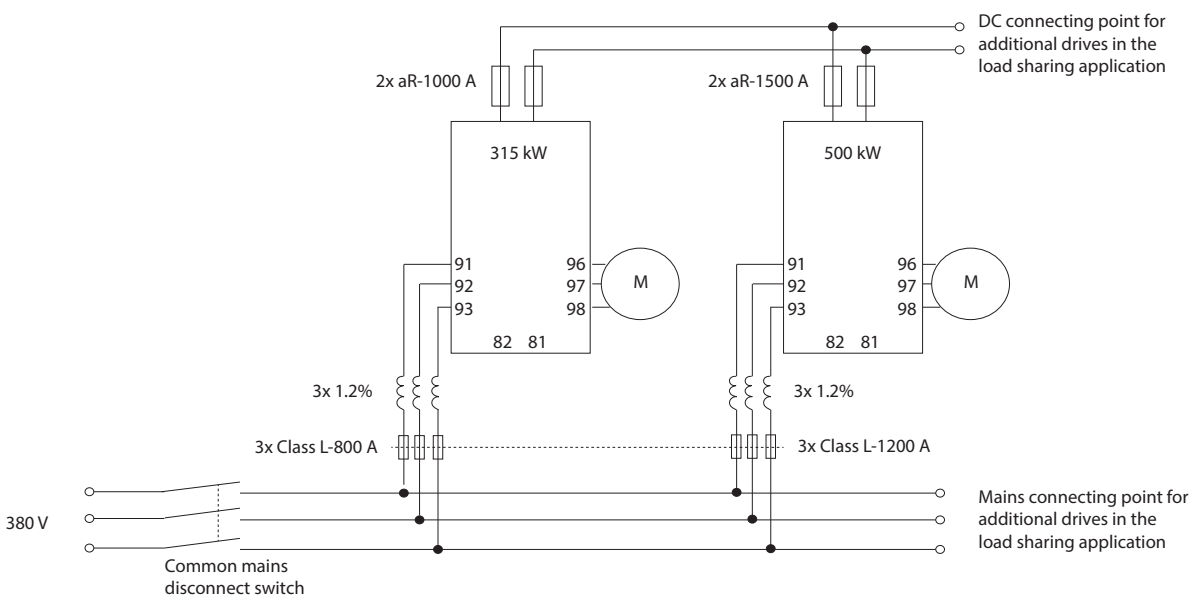 DC connecting point for
additional drives in the
load sharing application
2x aR-1000 A
2x aR-1500 A
315 kW
500 kW
91
92
93
96
97
98
M
82 81
91
92
93
96
97
98
M
82 81
3x 1.2%
3x 1.2%
3x Class L-800 A
3x Class L-1200 A
380 V
Common mains
disconnect switch
Mains connecting point for
additional drives in the
load sharing application